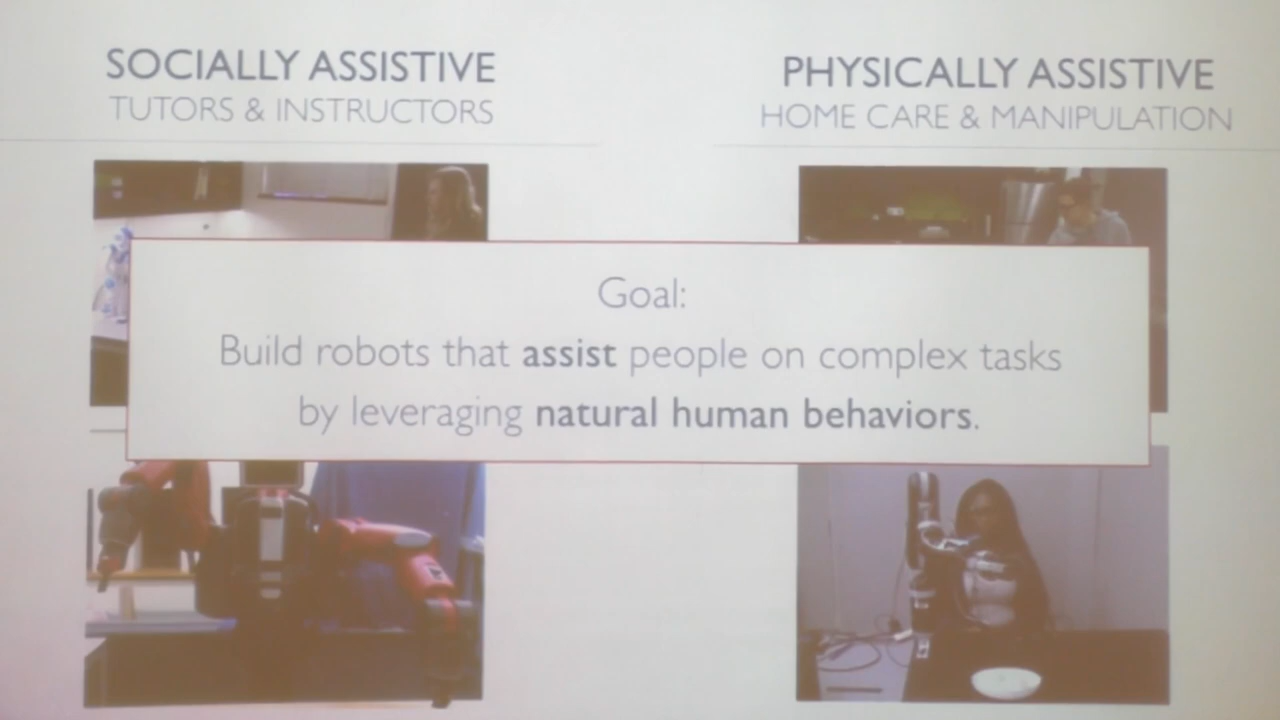 SOCIALLY ASSISTIVE
TUTORS & INSTRUCTORS
PHYSICALLY ASSISTIVE
HOME CARE & MANIPULATION
Goal:
Build robots that assist people on complex tasks
by leveraging natural human behaviors.